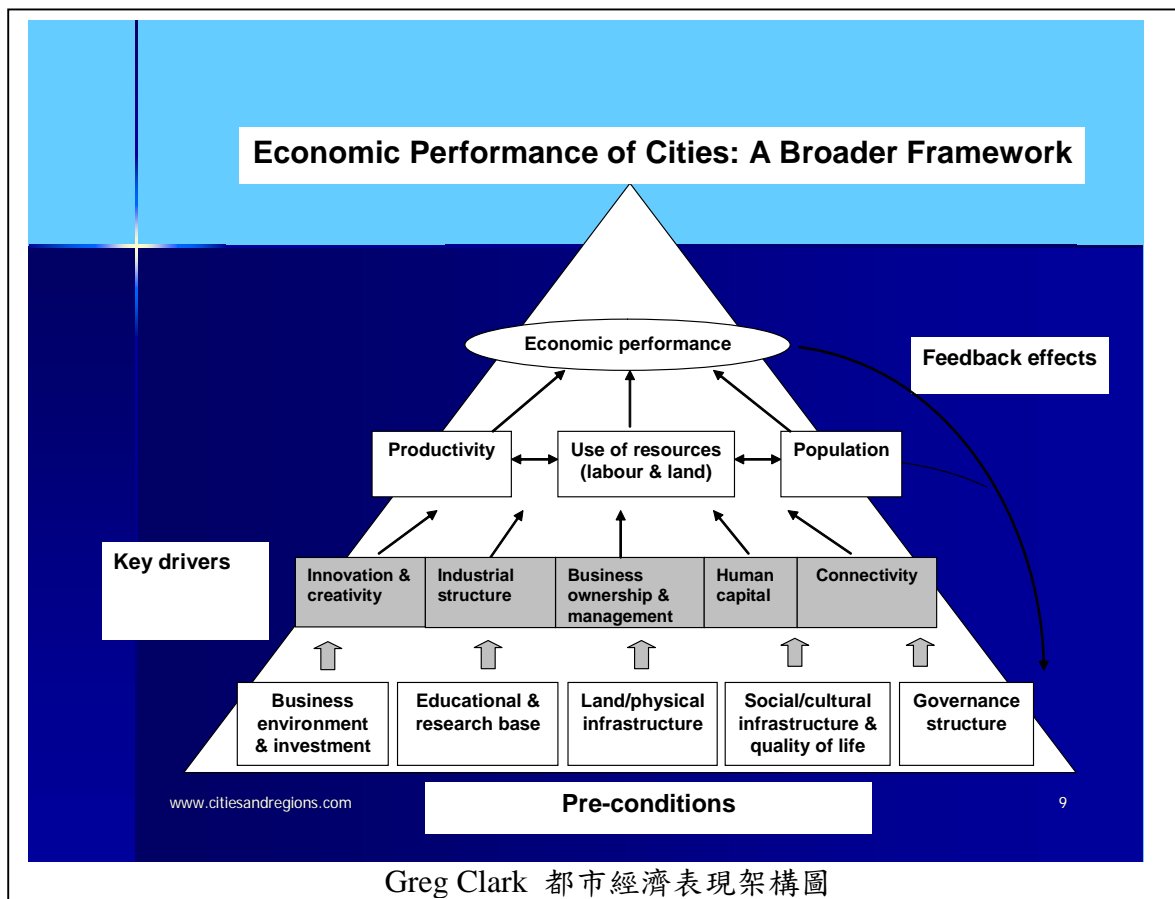 Economic Performance of Cities: A Broader Framework
Economic performance
Feedback effects
Productivity
Use of resources
(labour & land)
Population
Key drivers
Innovation &
creativity
Industrial
structure
Business
ownership &
management
Human
capital
Connectivity
Business
environment
& investment
Educational &
research base
Land/physical
infrastructure
Social/cultural
infrastructure &
quality of life
Governance
structure
www.citiesandregions.com
Pre-conditions
9
Greg Clark 都市經濟表現架構圖